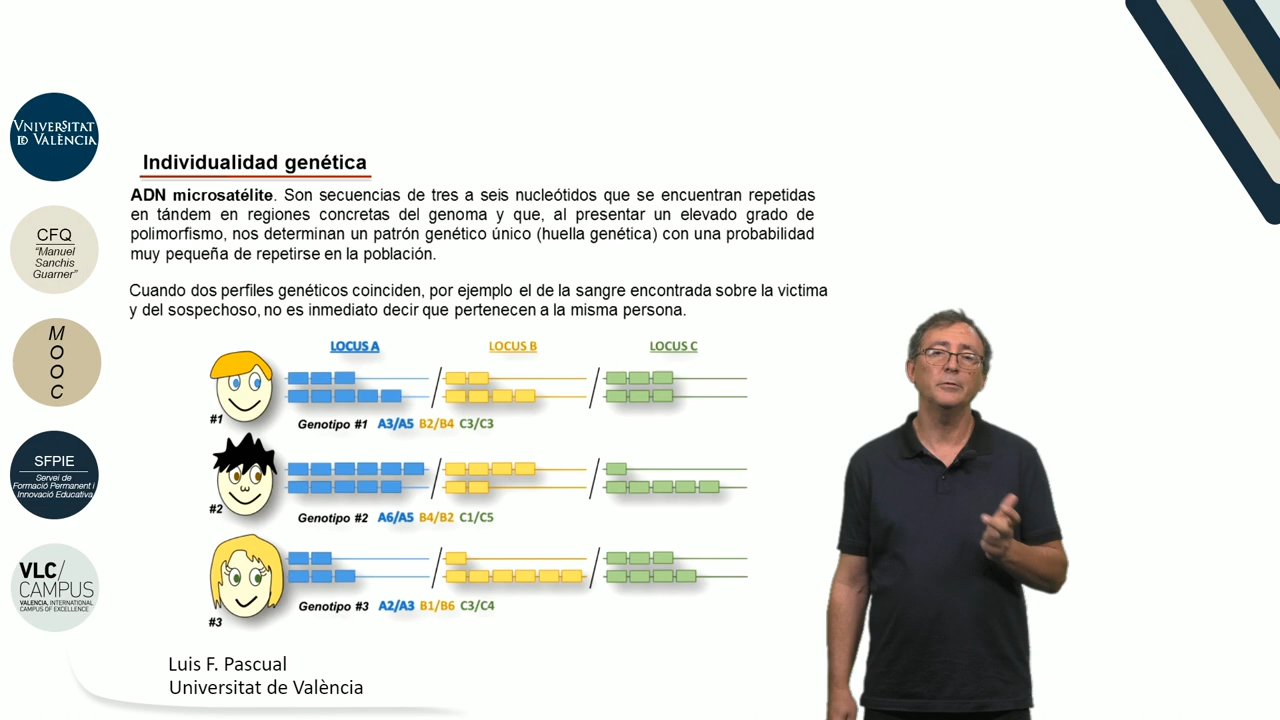 VNIVERSITAT
ID VALÈNCIA
CFQ
"Manuel
Sanchis
Guarner"
M
O
O
C
SFPIE
Servei de
Formació Permanent i
Innovació Educativa
VLC/
CAMPUS
VALENCIA, INTERNATIONAL
CAMPUS OF EXCELLENCE
Individualidad genética
ADN microsatélite. Son secuencias de tres a seis nucleótidos que se encuentran repetidas
en tándem en regiones concretas del genoma y que, al presentar un elevado grado de
polimorfismo, nos determinan un patrón genético único (huella genética) con una probabilidad
muy pequeña de repetirse en la población.
Cuando dos perfiles genéticos coinciden, por ejemplo el de la sangre encontrada sobre la victima
y del sospechoso, no es inmediato decir que pertenecen a la misma persona.
LOCUS A LOCUS B LOCUS C
#1
Genotipo #1 A3/A5 B2/B4 C3/C3
#2
Genotipo #2 A6/A5 B4/B2 C1/C5
#3
Genotipo #3 A2/A3 B1/B6 C3/C4
Luis F. Pascual
Universitat de València